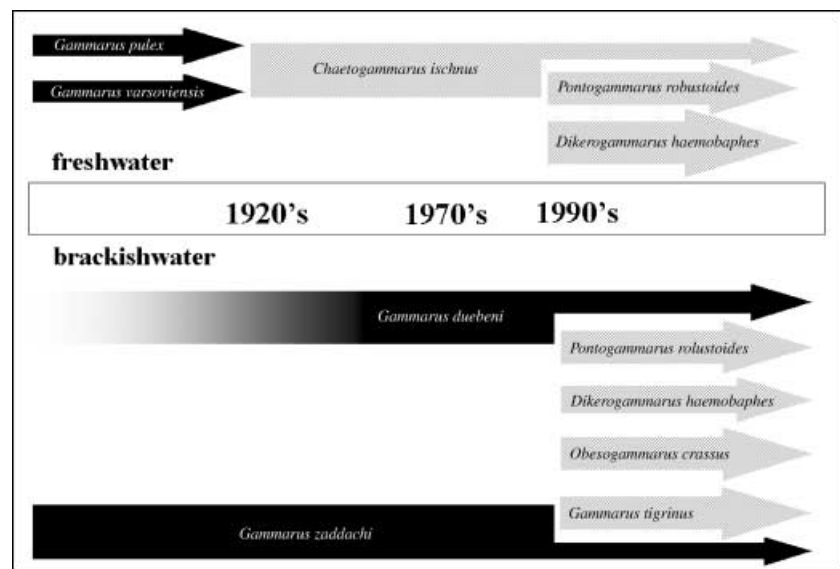 Gammarus pulex
Chaetogammarus ischnus
Gammarus varsoviensis
Pontogammarus robustoides
Dikerogammarus haemobaphes
freshwater
1920's 1970's 1990's
brackishwater
Gammarus duebeni
Pontogammarus rolustoides
Dikerogammarus haemobaphes
Obesogammarus crassus
Gammarus tigrinus
Gammarus zaddachi